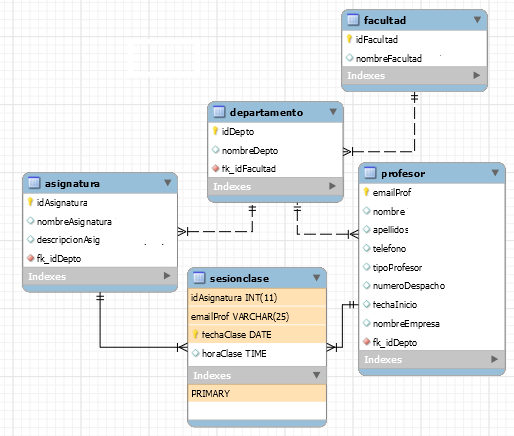 facultad
idFacultad
nombreFacultad
Indexes
departamento
idDepto
nombreDepto
fk_idFacultad
Indexes
asignatura
idAsignatura
nombreAsignatura
descripcionAsig
fk_idDepto
Indexes
profesor
emailProf
nombre
apellidos
telefono
tipoProfesor
numeroDespacho
fechaInicio
nombreEmpresa
fk_idDepto
Indexes
sesionclase
idAsignatura INT(11)
emailProf VARCHAR(25)
fechaClase DATE
horaClase TIME
Indexes
PRIMARY